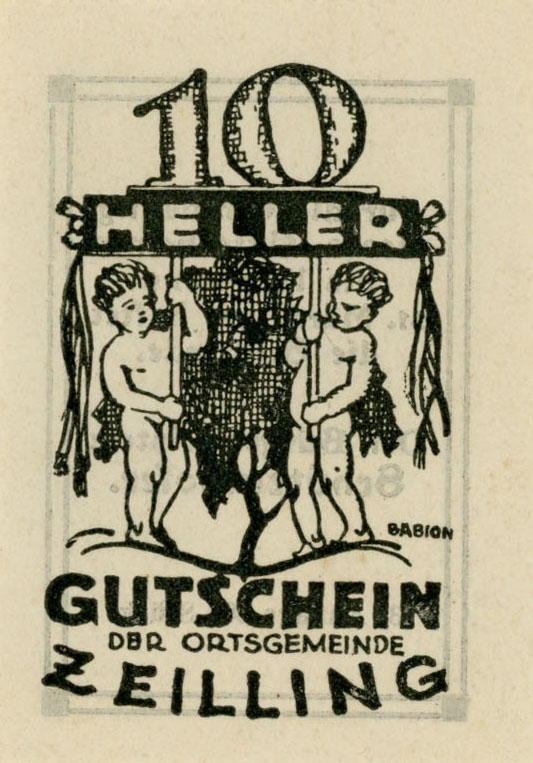 10
HELLER
BABION
GUTSCHEIN
DER ORTSGEMEINDE
ZEILLING